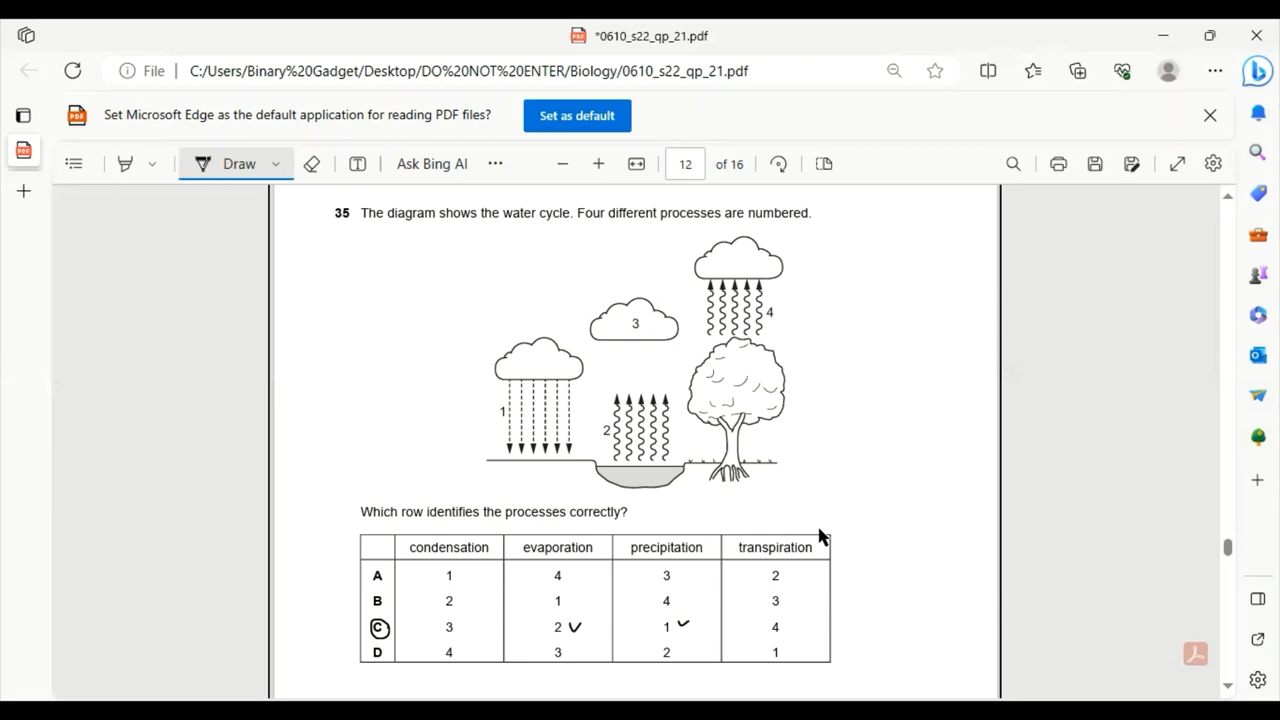 *0610_s22_qp_21.pdf
File C:/Users/Binary%20Gadget/Desktop/DO%20NOT%20ENTER/Biology/0610_s22_qp_21.pdf
Set Microsoft Edge as the default application for reading PDF files? Set as default
Draw Ask Bing AI 12 of 16
35 The diagram shows the water cycle. Four different processes are numbered.
4
3
1
2
Which row identifies the processes correctly?
condensation evaporation precipitation transpiration
A 1 4 3 2
B 2 1 4 3
C 3 2 1 4
D 4 3 2 1